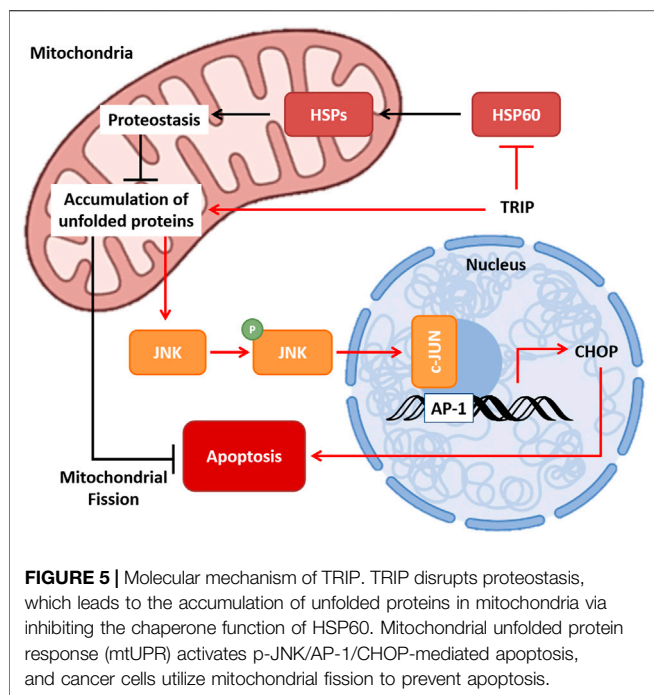 Mitochondria
HSPs
HSP60
Proteostasis
Accumulation of
unfolded proteins
TRIP
Nucleus
JNK
P
JNK
c-JUN
CHOP
AP-1
Apoptosis
Mitochondrial
Fission
FIGURE 5 | Molecular mechanism of TRIP. TRIP disrupts proteostasis,
which leads to the accumulation of unfolded proteins in mitochondria via
inhibiting the chaperone function of HSP60. Mitochondrial unfolded protein
response (mtUPR) activates p-JNK/AP-1/CHOP-mediated apoptosis,
and cancer cells utilize mitochondrial fission to prevent apoptosis.